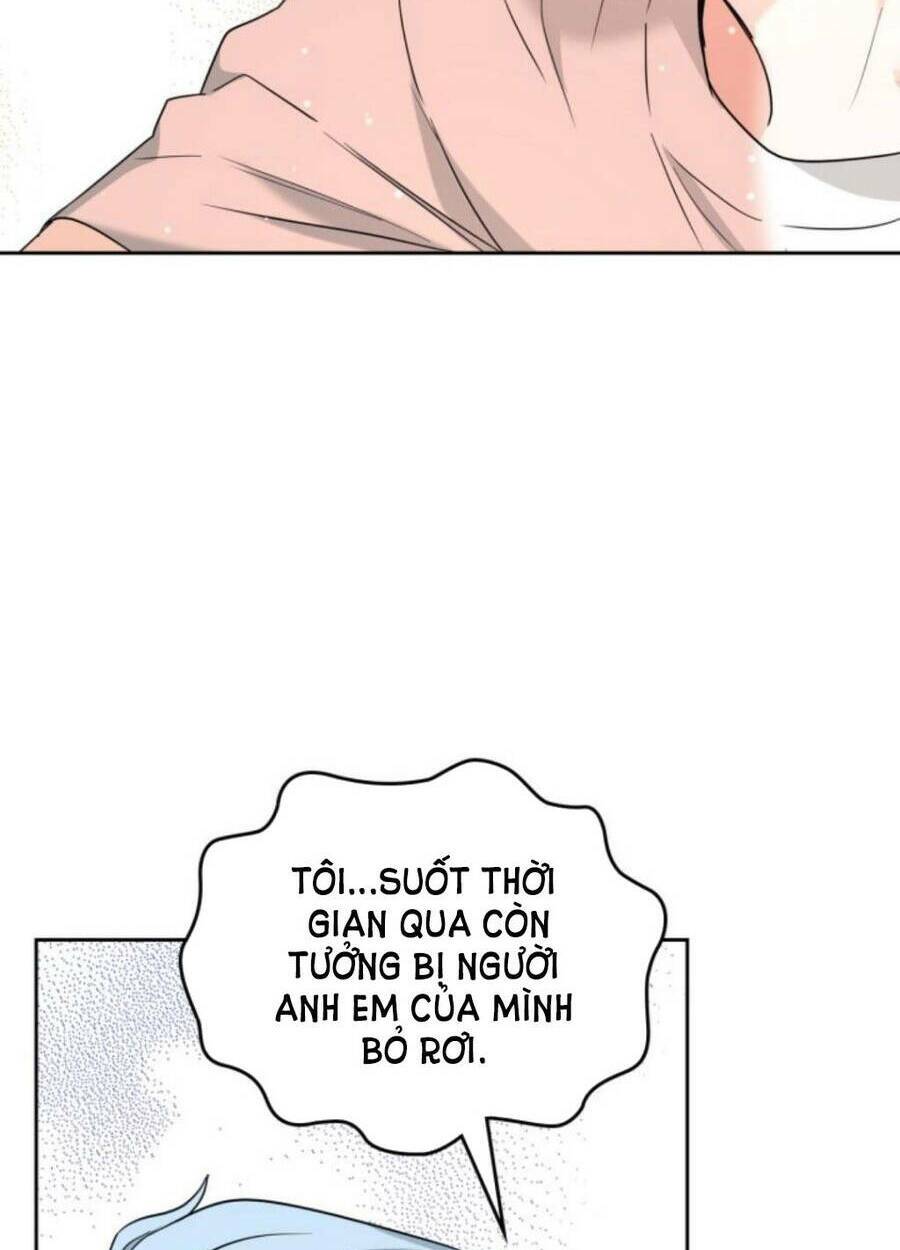 TÔI...SUỐT THỜI
GIAN QUA CÒN
TƯỞNG BỊ NGƯỜI
ANH EM CỦA MÌNH
BỎ RƠI.